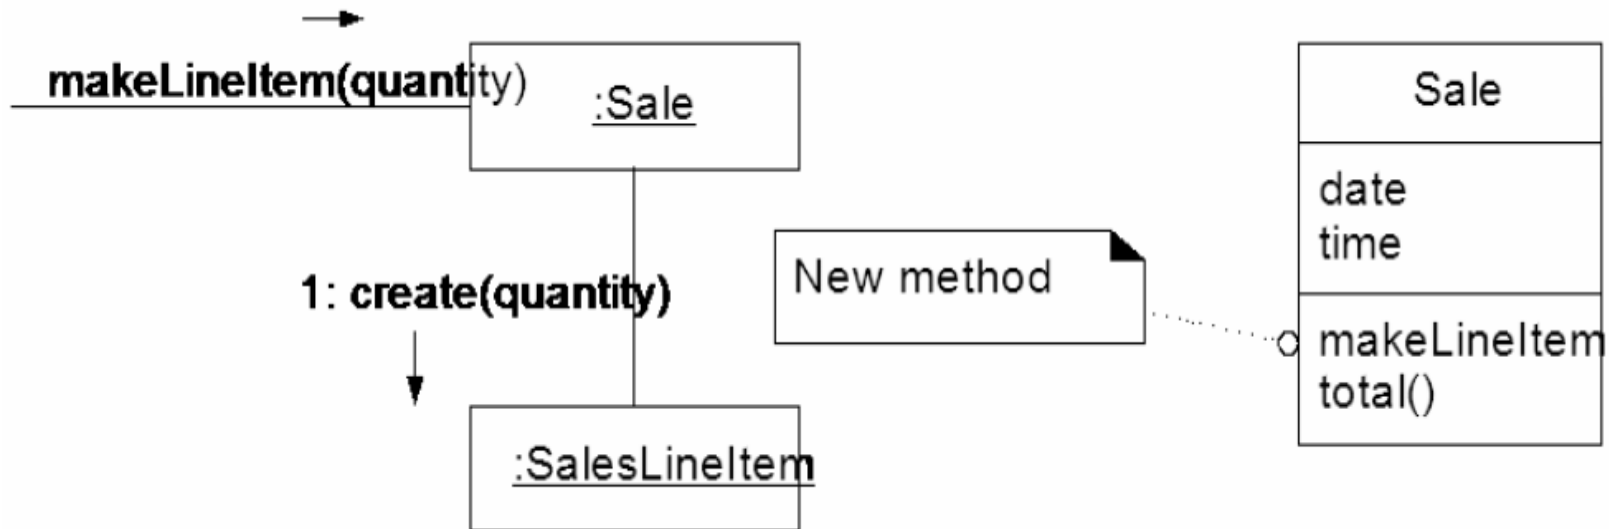 makeLineItem(quantity)
:Sale
1: create(quantity)
:SalesLineItem
New method
Sale
date
time
makeLineItem
total()